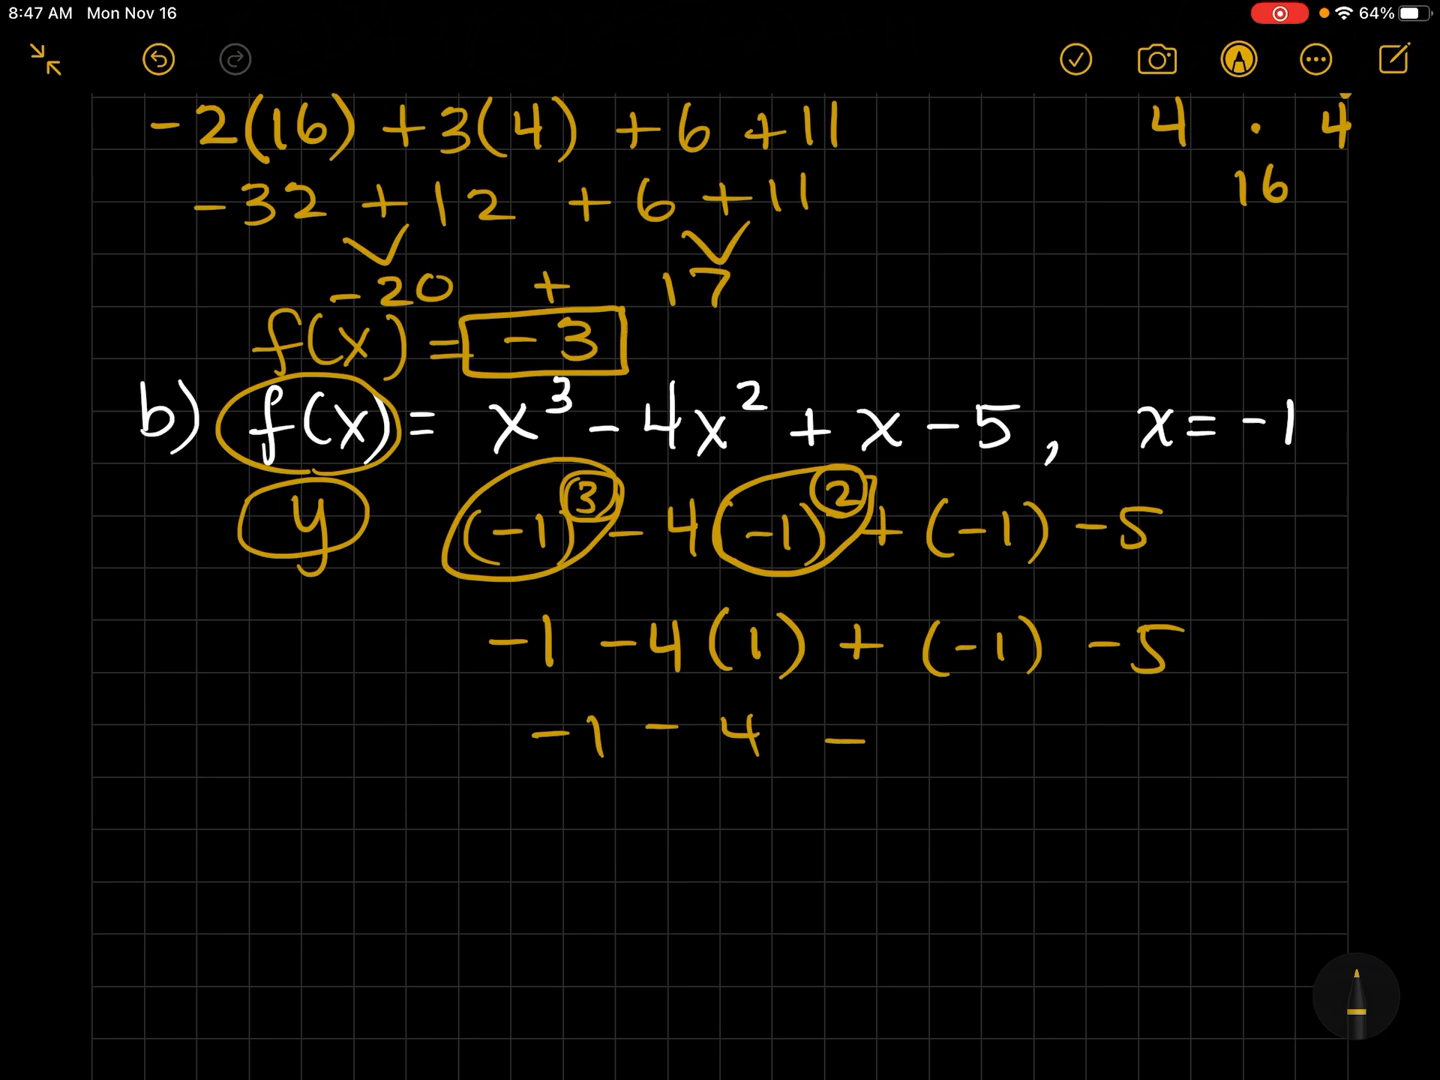 8:47 AM Mon Nov 16 64%
-2(16) + 3(4) + 6 + 11 4 · 4
-32 + 12 + 6 + 11 16
-20 + 17
f(x) = -3
b) f(x) = x³ - 4x² + x - 5, x = -1
y (-1)³ - 4(-1)² + (-1) - 5
-1 - 4(1) + (-1) - 5
-1 - 4 -